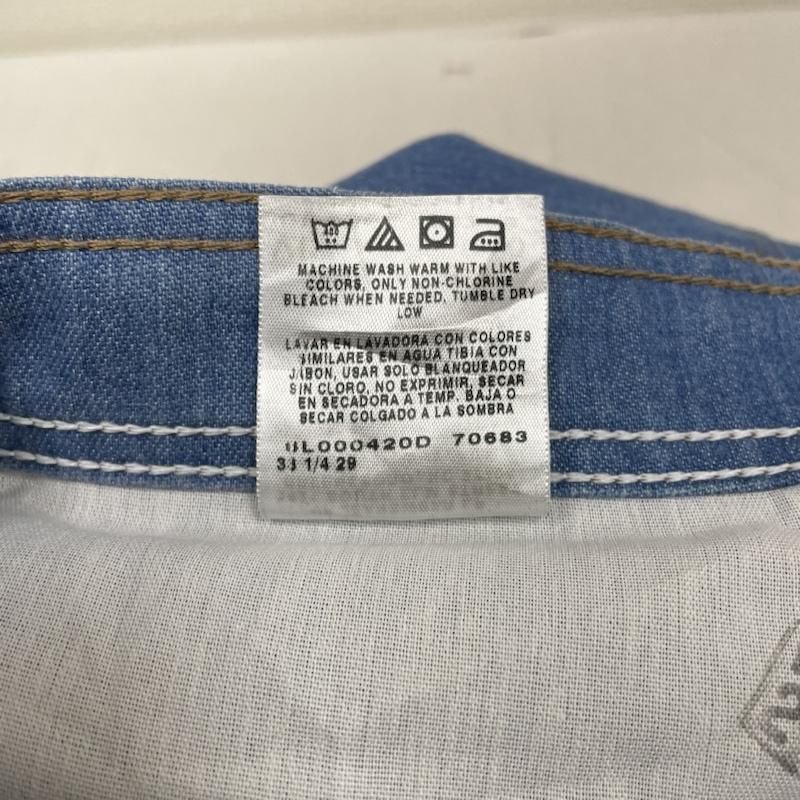 MACHINE WASH WARM WITH LIKE
COLORS, ONLY NON-CHLORINE
BLEACH WHEN NEEDED, TUMBLE DRY
LOW
LAVAR EN LAVADORA CON COLORES
SIMILARES EN AGUA TIBIA CON
JABON, USAR SOLO BLANQUEADOR
SIN CLORO, NO EXPRIMIR, SECAR
EN SECADORA A TEMP. BAJA O
SECAR COLGADO A LA SOMBRA
70683
1/4 29